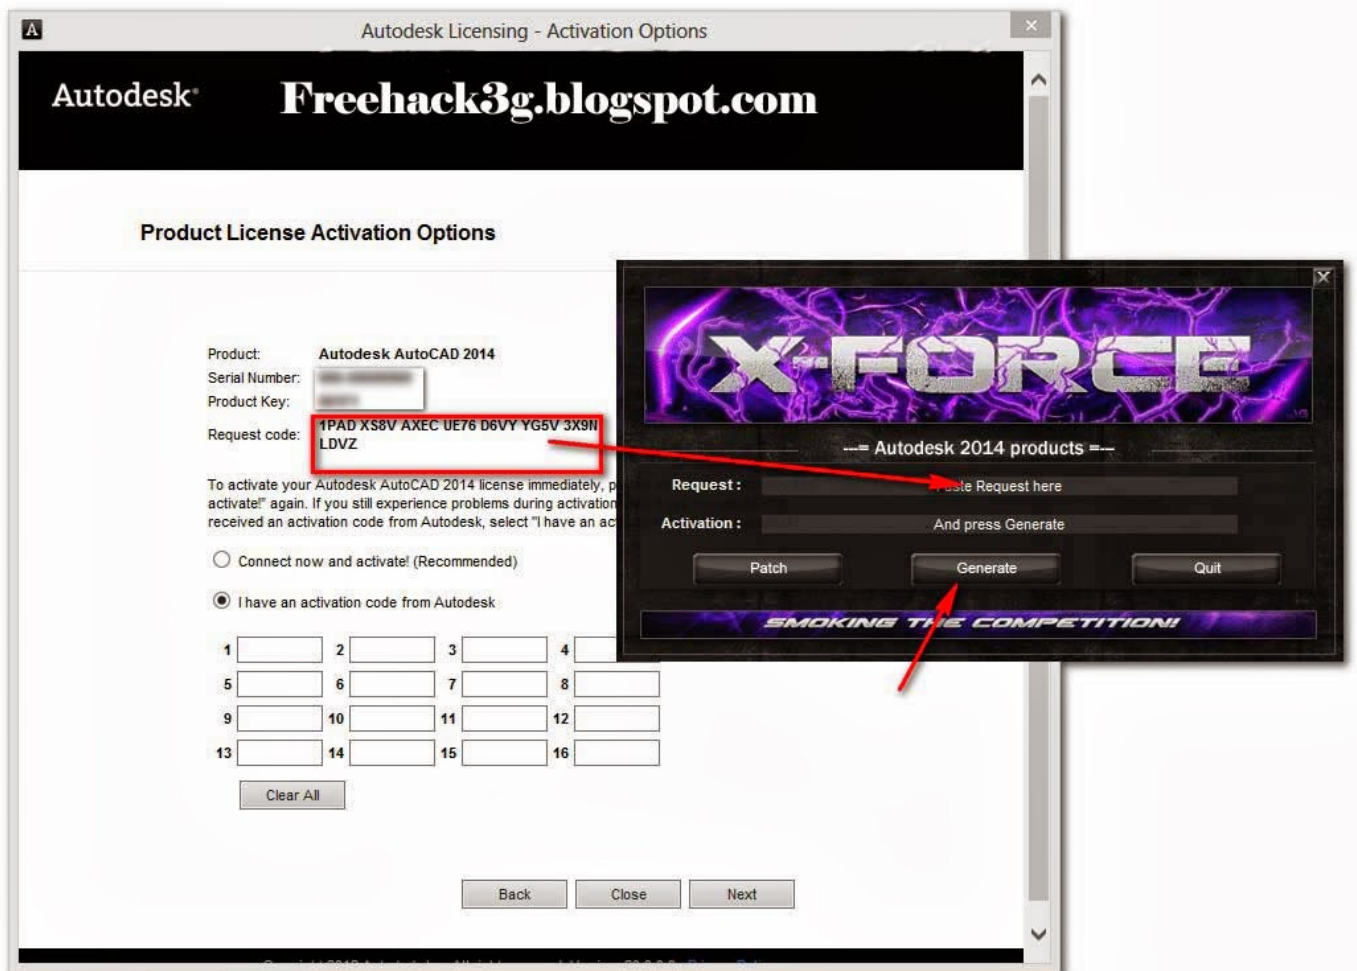 A
Autodesk Licensing - Activation Options
Autodesk
Freehack3g.blogspot.com
Product License Activation Options
Product: Autodesk AutoCAD 2014
Serial Number:
Product Key:
Request code: 1PAD XS8V AXEC UE76 D6VY YG5V 3X9N
LDVZ
To activate your Autodesk AutoCAD 2014 license immediately, p
activate!" again. If you still experience problems during activation
received an activation code from Autodesk, select "I have an ac
Connect now and activate! (Recommended)
I have an activation code from Autodesk
1 2 3 4
5 6 7 8
9 10 11 12
13 14 15 16
Clear All
Back Close Next
X-FORCE
---= Autodesk 2014 products =---
Request : Request here
Activation : And press Generate
Patch Generate Quit
SMOKING THE COMPETITION!